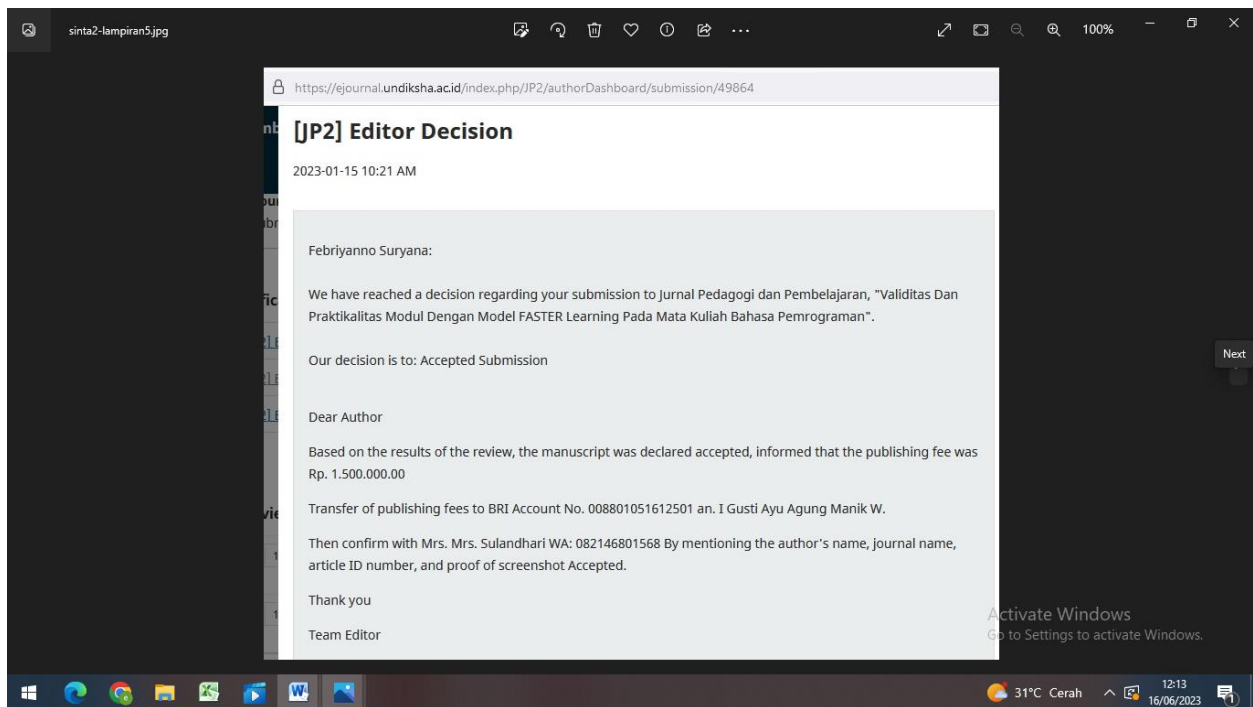 sinta2-lampiran5.jpg
100%
https://ejournal.undiksha.ac.id/index.php/JP2/authorDashboard/submission/49864
[JP2] Editor Decision
2023-01-15 10:21 AM
Febriyanno Suryana:
We have reached a decision regarding your submission to Jurnal Pedagogi dan Pembelajaran, "Validitas Dan
Praktikalitas Modul Dengan Model FASTER Learning Pada Mata Kuliah Bahasa Pemrograman".
Our decision is to: Accepted Submission
Next
Dear Author
Based on the results of the review, the manuscript was declared accepted, informed that the publishing fee was
Rp. 1.500.000.00
Transfer of publishing fees to BRI Account No. 008801051612501 an. I Gusti Ayu Agung Manik W.
Then confirm with Mrs. Mrs. Sulandhari WA: 082146801568 By mentioning the author's name, journal name,
article ID number, and proof of screenshot Accepted.
Thank you
Team Editor
Activate Windows
Go to Settings to activate Windows.
31°C Cerah
12:13
16/06/2023